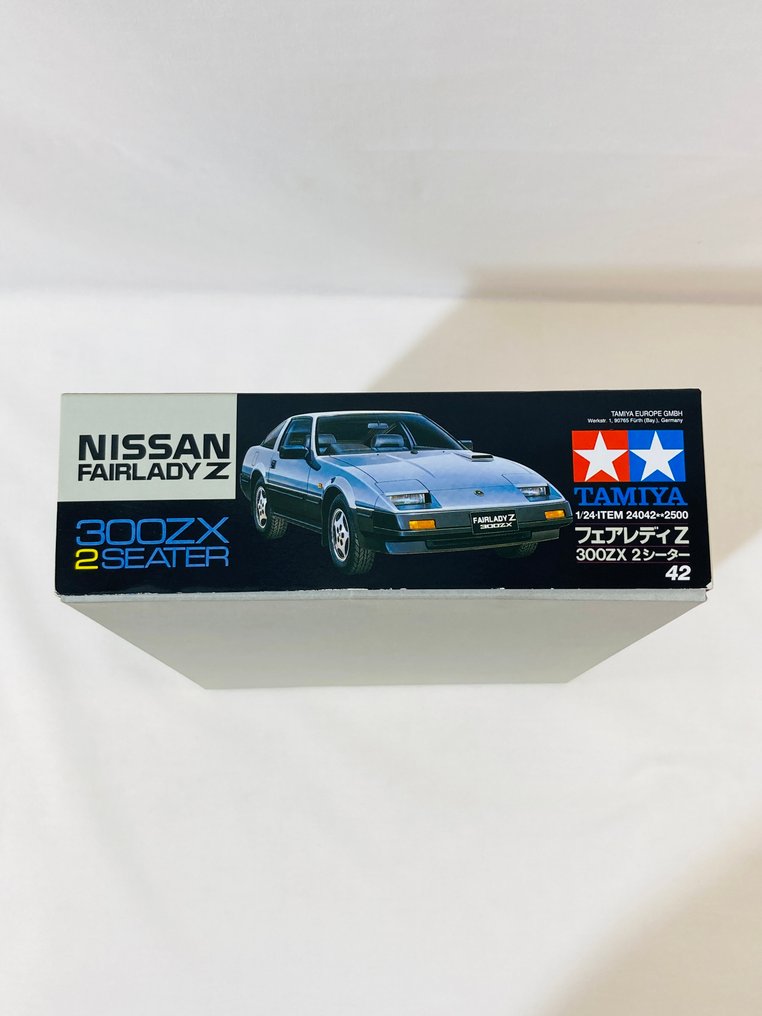 NISSAN
FAIRLADY Z
300ZX
2 SEATER
FAIRLADY Z
300ZX
TAMIYA EUROPE GMBH
Werkstr. 1, 90765 Fürth (Bay.), Germany
TAMIYA
1/24·ITEM 24042**2500
フェアレディ Z
300ZX 2シーター
42